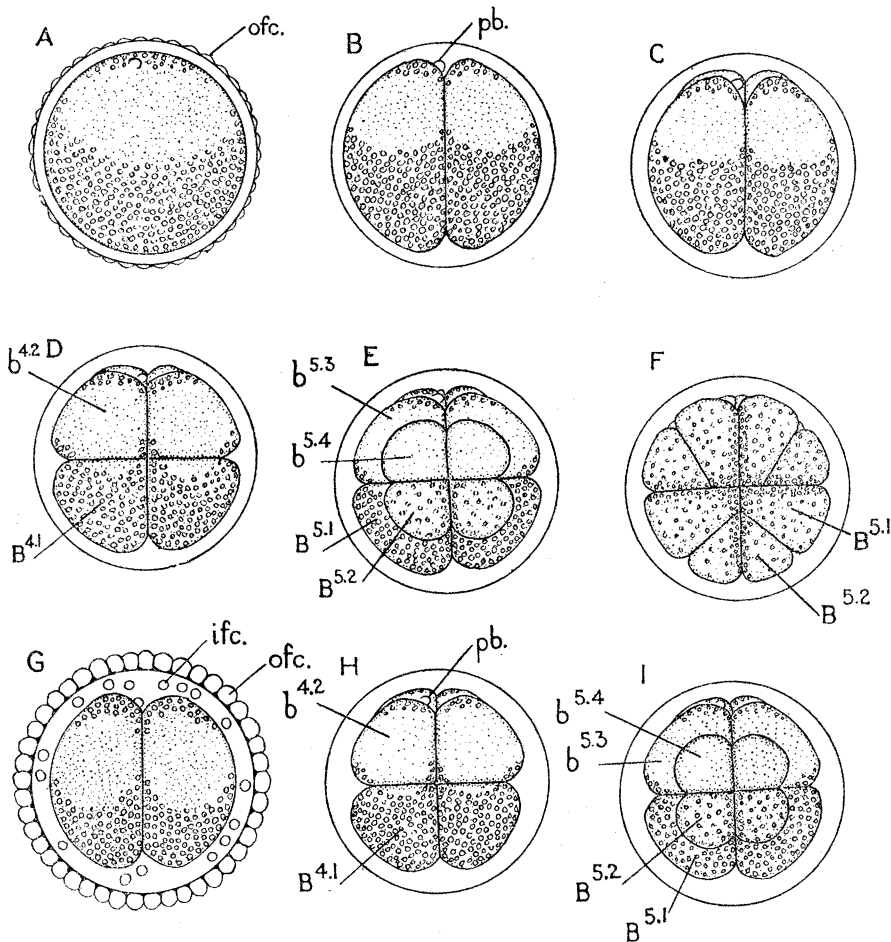 A
ofc.
B
pb.
C
b4.2
D
B4.1
E
b5.3
b5.4
B5.1
B5.2
F
B5.1
B5.2
G
ifc.
ofc.
H
pb.
b4.2
B4.1
I
b5.4
b5.3
B5.2
B5.1